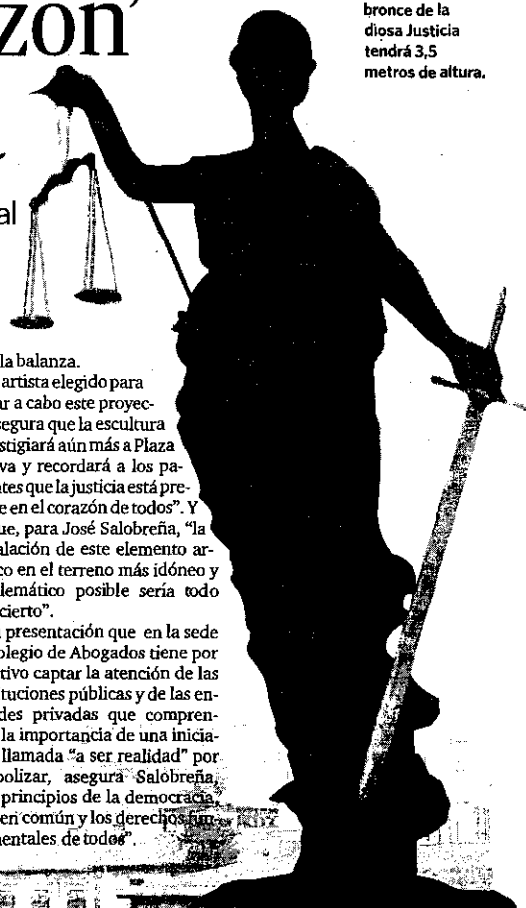 zón’
al
bronce de la
diosa Justicia
tendrá 3,5
metros de altura.
la balanza.
artista elegido para
ar a cabo este proyec-
segura que la escultura
stigiará aún más a Plaza
va y recordará a los pa-
ntes que la justicia está pre-
e en el corazón de todos”. Y
ue, para José Salobreña, “la
alación de este elemento ar-
co en el terreno más idóneo y
lemático posible sería todo
cierto”.
presentación que en la sede
olegio de Abogados tiene por
tivo captar la atención de las
tuciones públicas y de las en-
des privadas que compren-
la importancia de una inicia-
llamada “a ser realidad” por
polizar, asegura Salobreña,
principios de la democracia,
en común y los derechos fun-
entales de todos”.